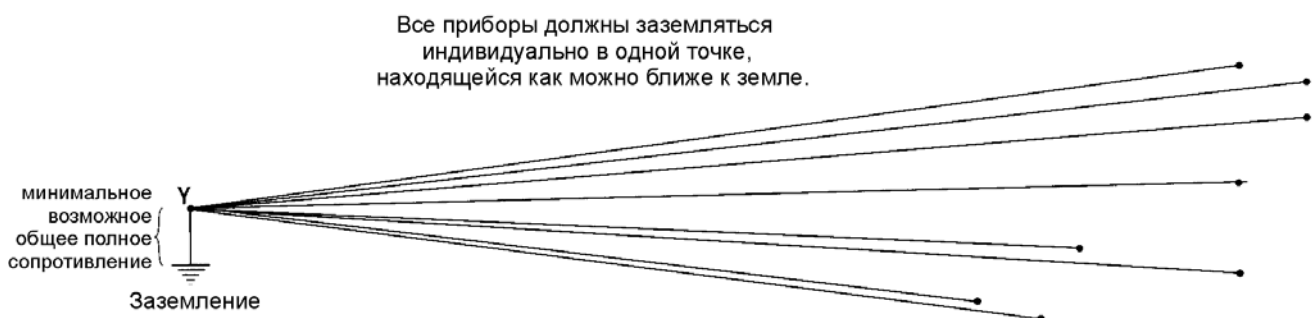 Все приборы должны заземляться
индивидуально в одной точке,
находящейся как можно ближе к земле.
минимальное
возможное
общее полное
сопротивление
Y
Заземление